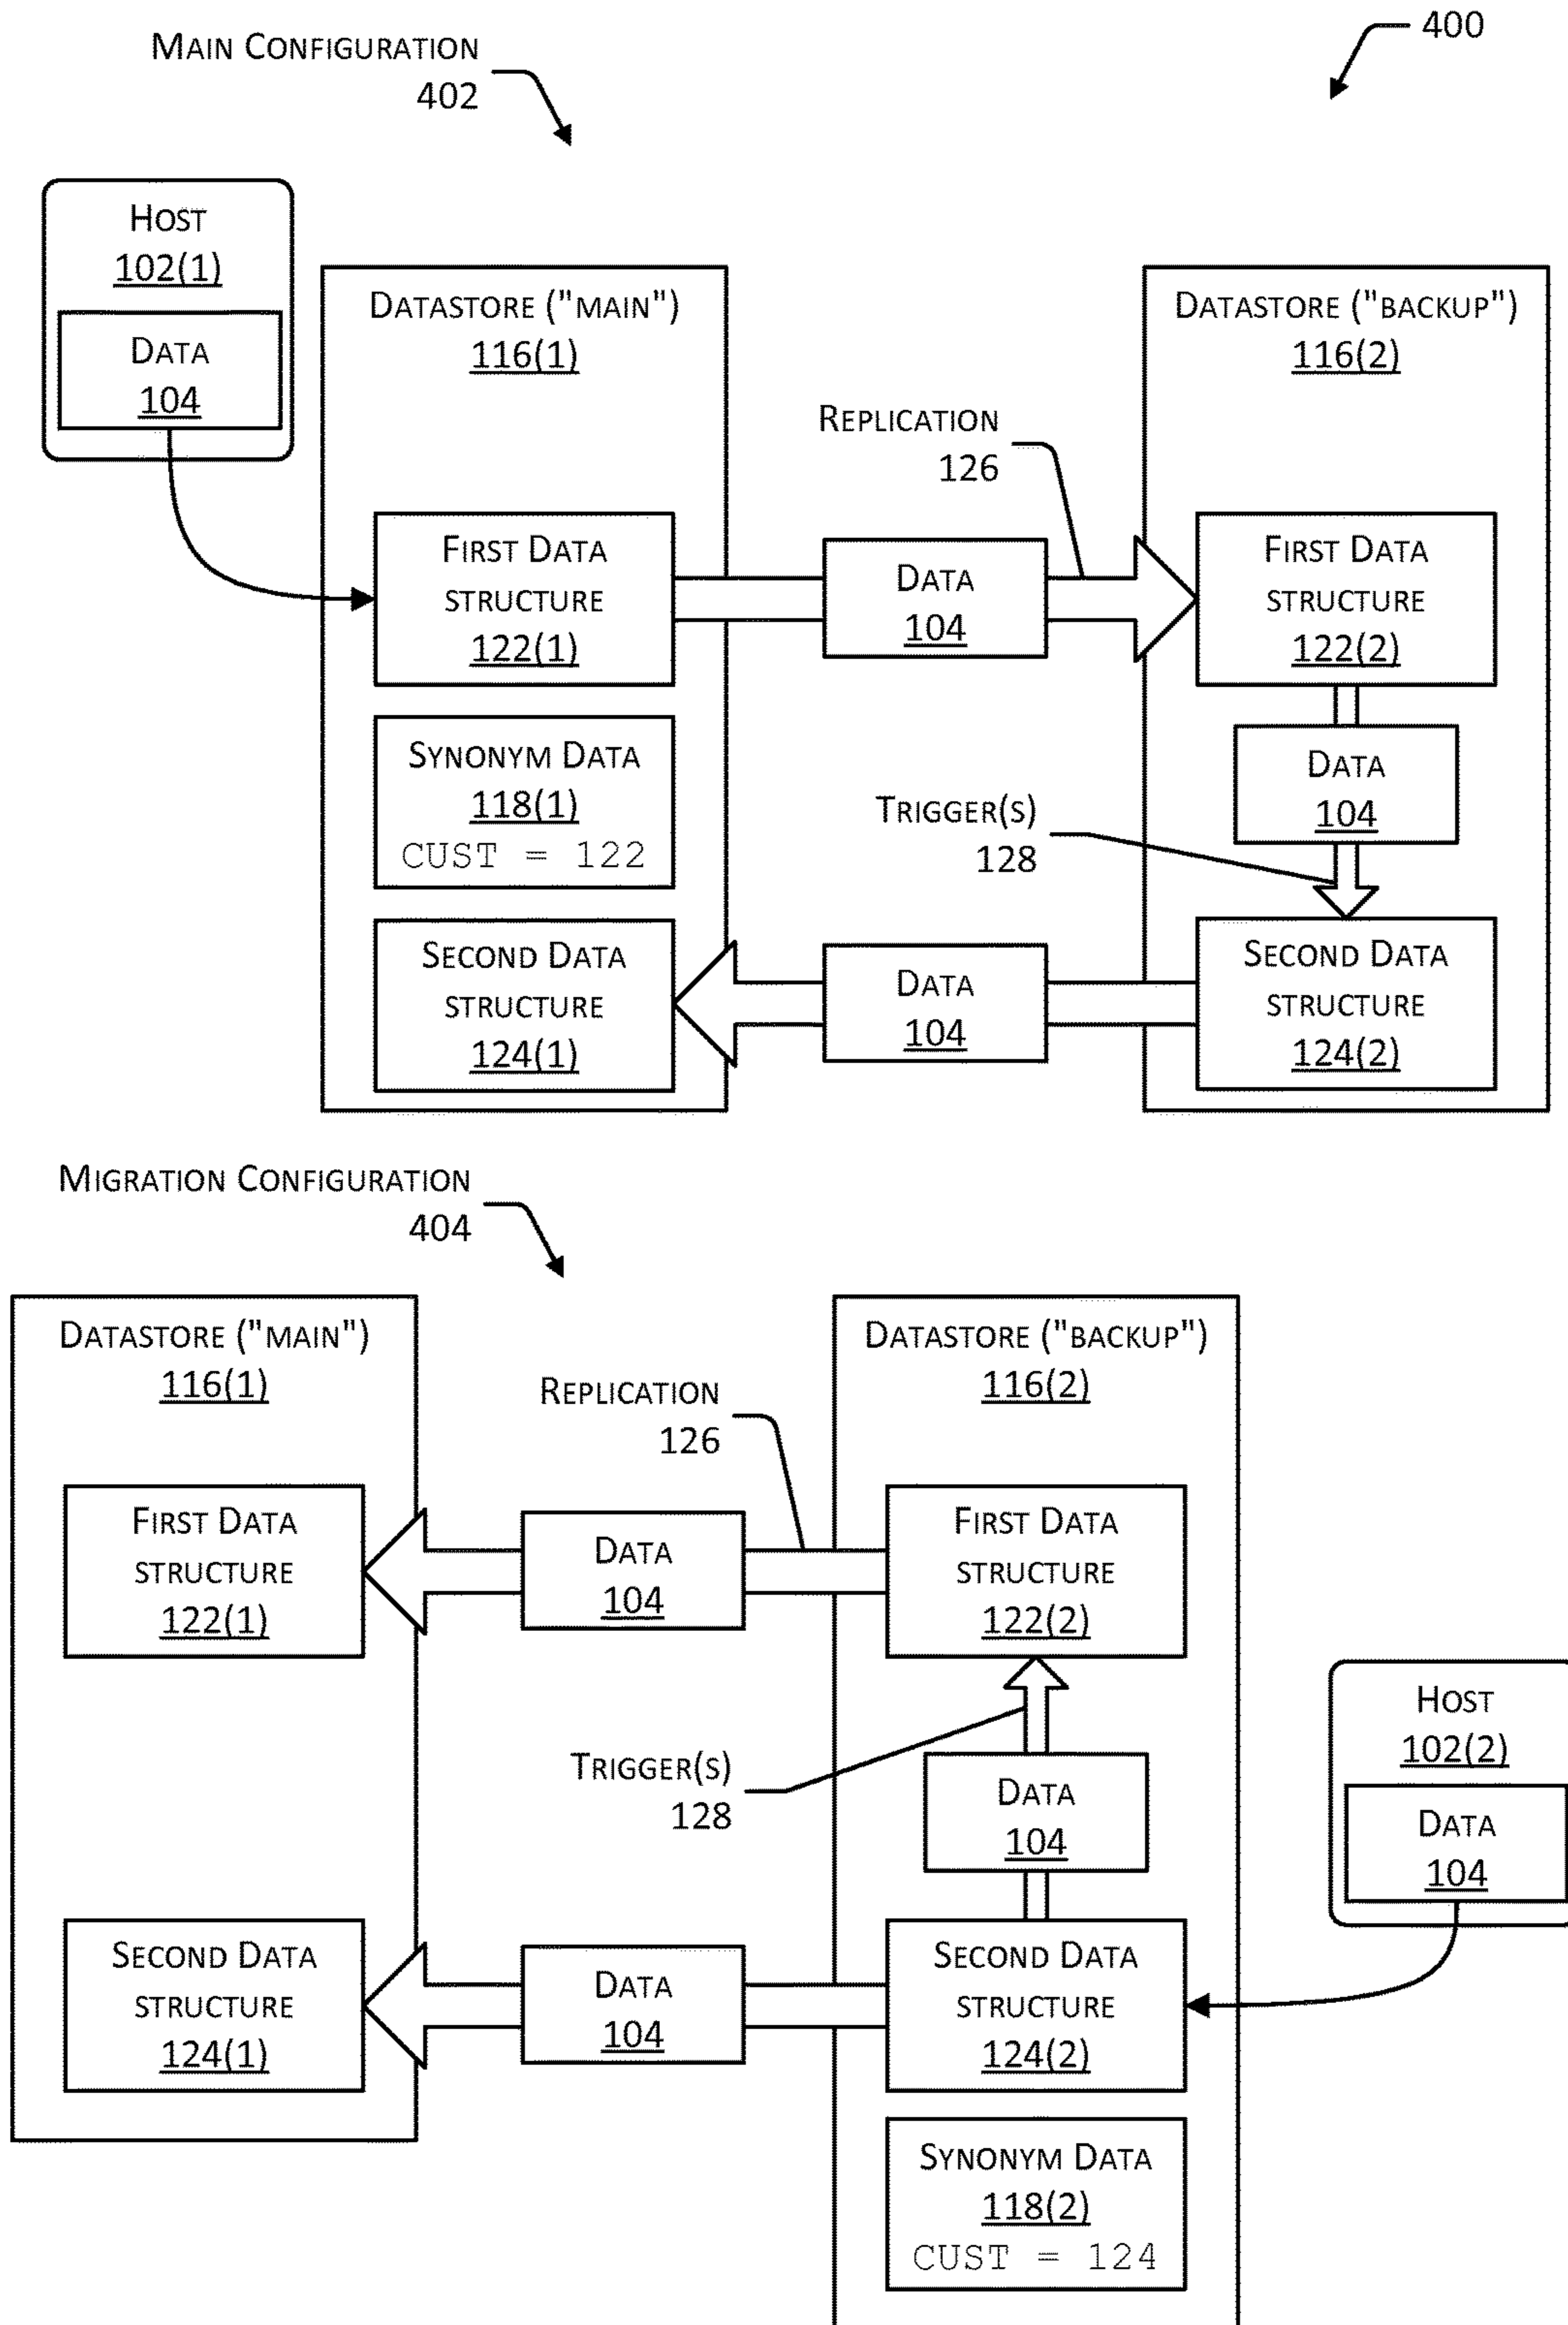 400
Main Configuration
402
Host
102(1)
Data
104
Datastore ("main")
116(1)
Datastore ("backup")
116(2)
Replication
126
First Data
structure
122(1)
Data
104
First Data
structure
122(2)
Synonym Data
118(1)
CUST = 122
Data
104
Trigger(s)
128
Second Data
structure
124(1)
Data
104
Second Data
structure
124(2)
Migration Configuration
404
Datastore ("main")
116(1)
Datastore ("backup")
116(2)
Replication
126
First Data
structure
122(1)
Data
104
First Data
structure
122(2)
Host
102(2)
Data
104
Trigger(s)
128
Data
104
Second Data
structure
124(1)
Data
104
Second Data
structure
124(2)
Synonym Data
118(2)
CUST = 124